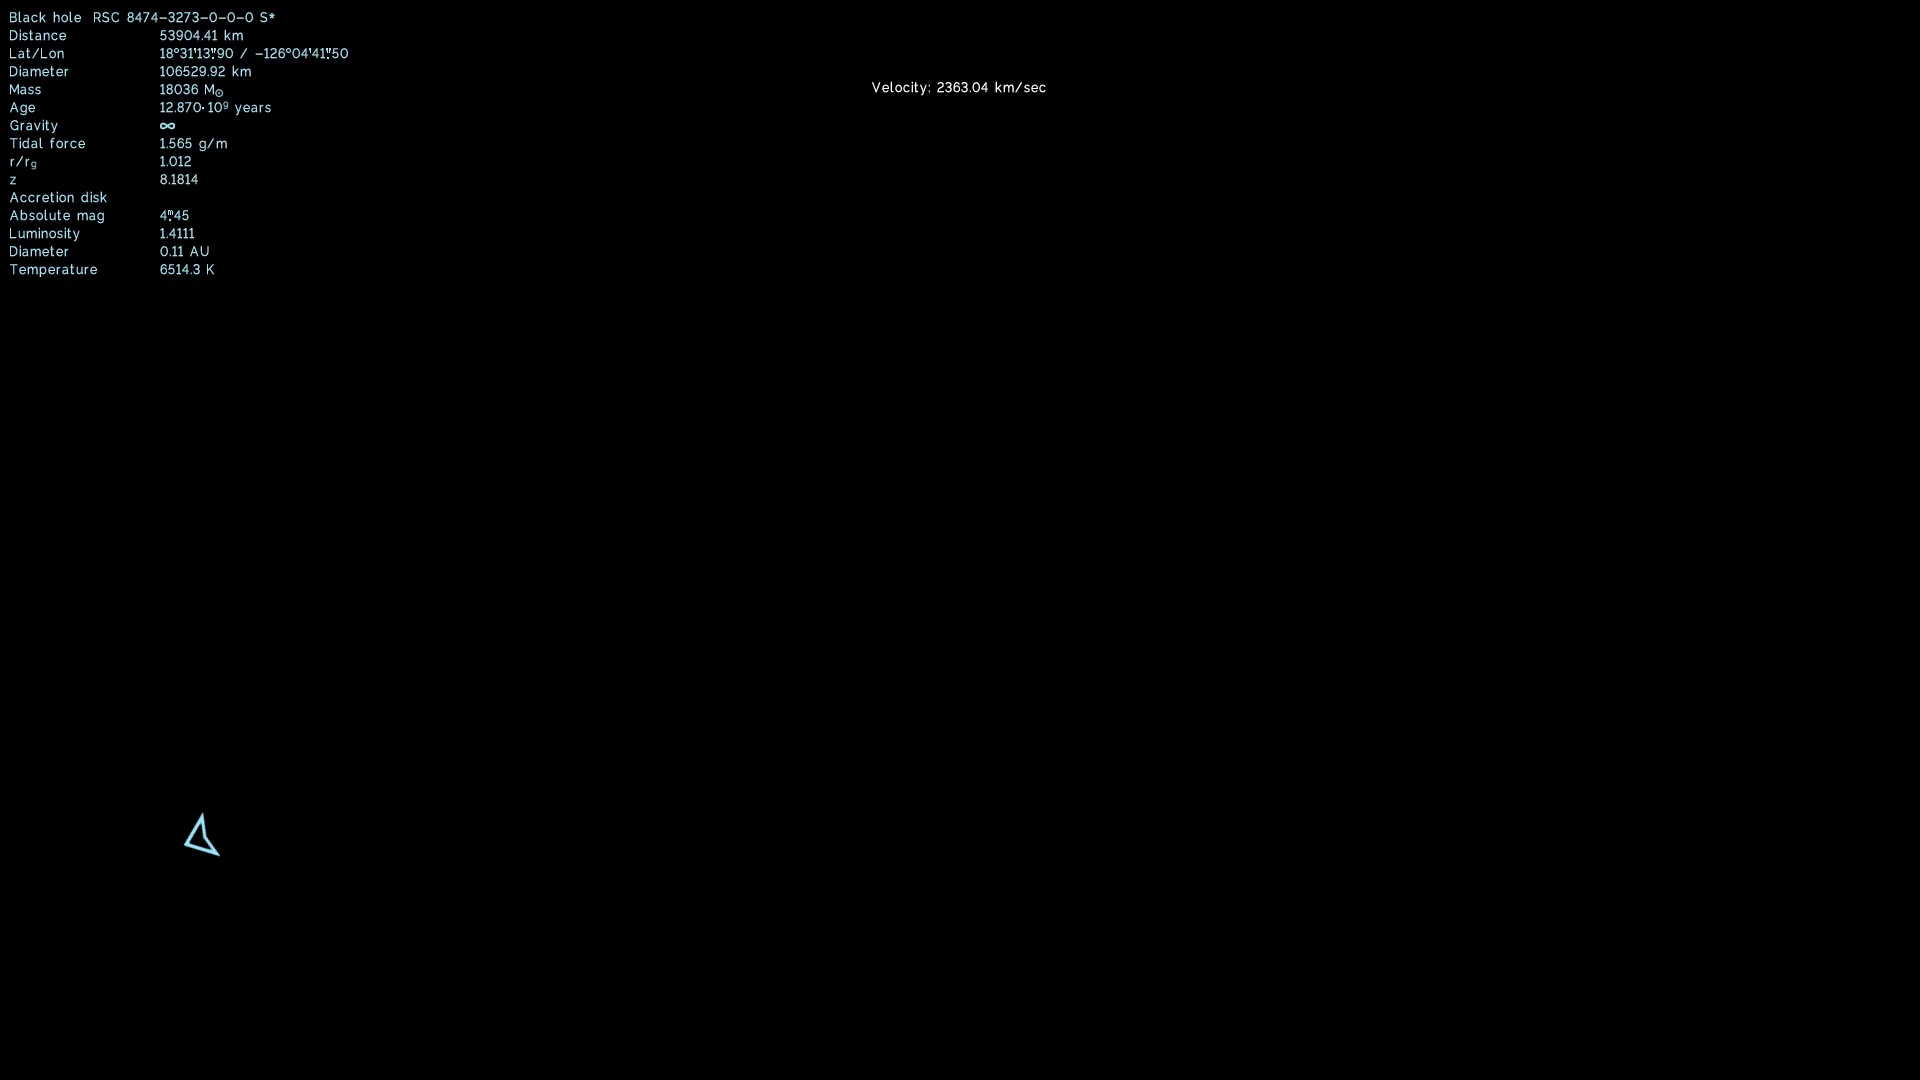 Black hole RSC 8474-3273-0-0-0 S*
Distance 53904.41 km
Lat/Lon 18°31'13".90 / -126°04'41".50
Diameter 106529.92 km
Velocity: 2363.04 km/sec
Mass 18036 M☉
Age 12.870·10⁹ years
Gravity ∞
Tidal force 1.565 g/m
r/rg 1.012
z 8.1814
Accretion disk
Absolute mag 4ᵐ.45
Luminosity 1.4111
Diameter 0.11 AU
Temperature 6514.3 K